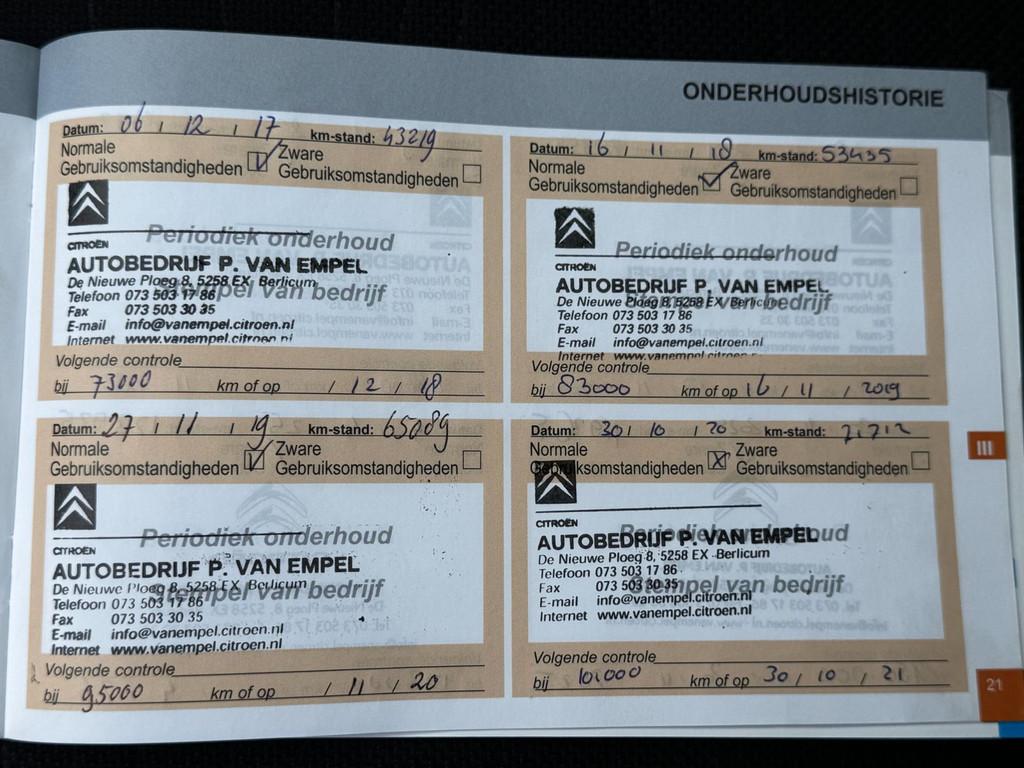 ONDERHOUDSHISTORIE
Datum: 06 / 12 / 17 km-stand: 43219
Normale Zware
Gebruiksomstandigheden Gebruiksomstandigheden
CITROËN
Periodiek onderhoud
AUTOBEDRIJF P. VAN EMPEL
De Nieuwe Ploeg 8, 5258 EX Berlicum
Stempel van bedrijf
Telefoon 073 503 17 86
Fax 073 503 30 35
E-mail info@vanempel.citroen.nl
Internet www.vanempel.citroen.nl
Volgende controle
bij 73000 km of op / 12 / 18
Datum: 16 / 11 / 18 km-stand: 53435
Normale Zware
Gebruiksomstandigheden Gebruiksomstandigheden
CITROËN
Periodiek onderhoud
AUTOBEDRIJF P. VAN EMPEL
De Nieuwe Ploeg 8, 5258 EX Berlicum
Stempel van bedrijf
Telefoon 073 503 17 86
Fax 073 503 30 35
E-mail info@vanempel.citroen.nl
Internet www.vanempel.citroen.nl
Volgende controle
bij 83000 km of op 16 / 11 / 2019
Datum: 27 / 11 / 19 km-stand: 65089
Normale Zware
Gebruiksomstandigheden Gebruiksomstandigheden
CITROËN
Periodiek onderhoud
AUTOBEDRIJF P. VAN EMPEL
De Nieuwe Ploeg 8, 5258 EX Berlicum
Stempel van bedrijf
Telefoon 073 503 17 86
Fax 073 503 30 35
E-mail info@vanempel.citroen.nl
Internet www.vanempel.citroen.nl
Volgende controle
bij 95000 km of op / 11 / 20
Datum: 30 / 10 / 20 km-stand:
Normale Zware
Gebruiksomstandigheden Gebruiksomstandigheden
CITROËN
Periodiek onderhoud
AUTOBEDRIJF P. VAN EMPEL
De Nieuwe Ploeg 8, 5258 EX Berlicum
Telefoon 073 503 17 86
Stempel van bedrijf
Fax 073 503 30 35
E-mail info@vanempel.citroen.nl
Internet www.vanempel.citroen.nl
Volgende controle
bij 101000 km of op 30 / 10 / 21
III
21